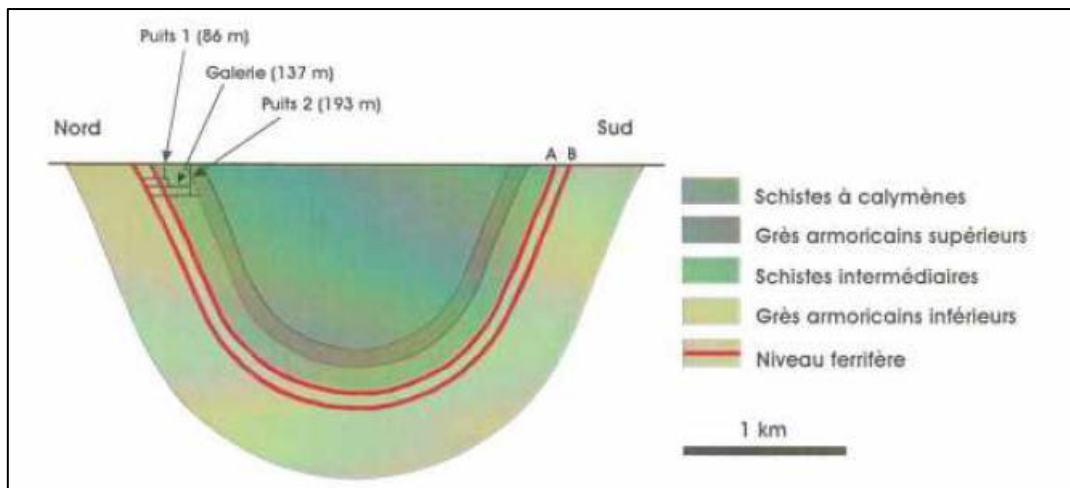 Puits 1 (86 m)
Galerie (137 m)
Puits 2 (193 m)
Nord
Sud
A B
Schistes à calymènes
Grès armoricains supérieurs
Schistes intermédiaires
Grès armoricains inférieurs
Niveau ferrifère
1 km